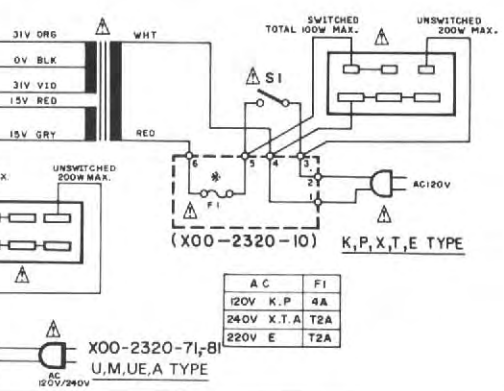 SWITCHED
TOTAL 100W MAX.
UNSWITCHED
200W MAX.
31V ORG
WHT
0V BLK
S1
31V VIO
15V RED
15V GRY
RED
6
5
4
3
UNSWITCHED
200W MAX.
X.
※
F1
2
1
AC120V
(X00-2320-10)
K,P,X,T,E TYPE
AC F1
120V K.P 4A
240V X.T.A T2A
220V E T2A
X00-2320-71,-81
U,M,UE,A TYPE
AC
120V/240V